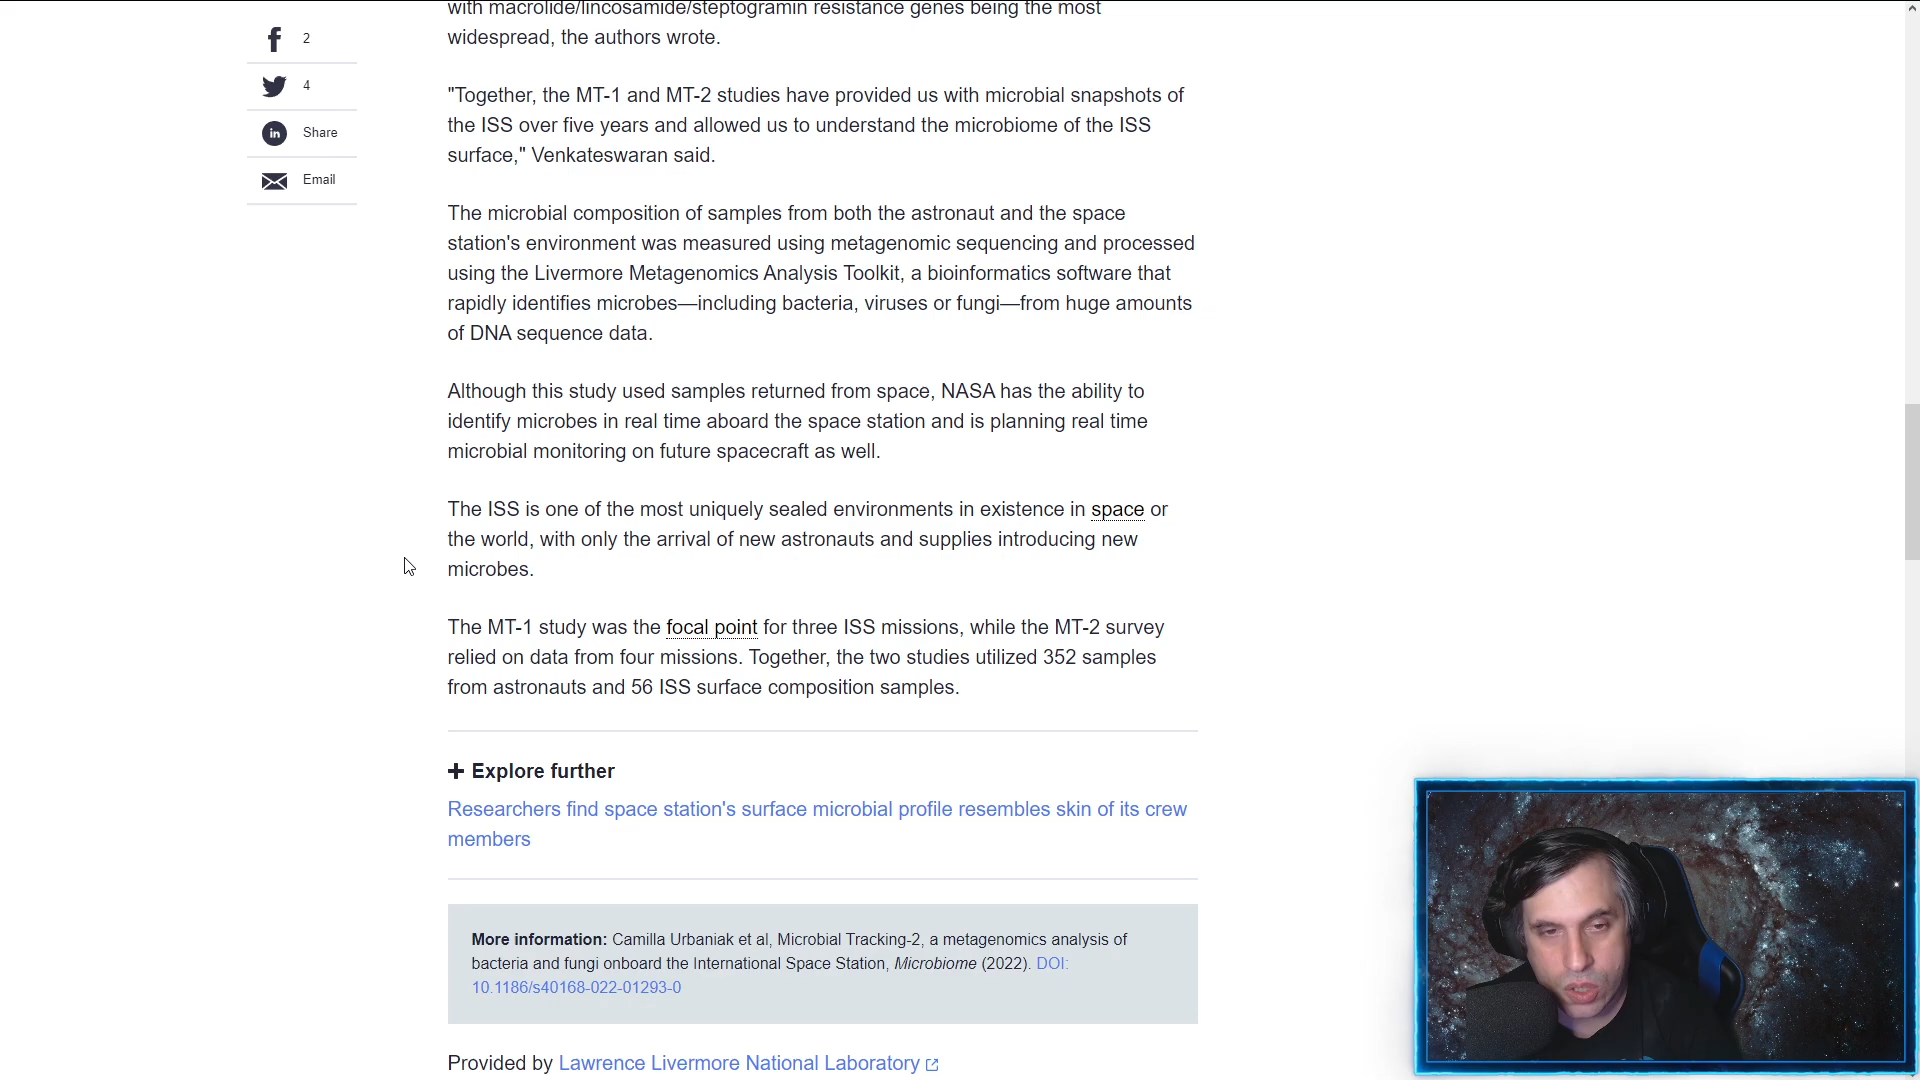 with macrolide/lincosamide/steptogramin resistance genes being the most
widespread, the authors wrote.
2
4
Share
Email
"Together, the MT-1 and MT-2 studies have provided us with microbial snapshots of
the ISS over five years and allowed us to understand the microbiome of the ISS
surface," Venkateswaran said.
The microbial composition of samples from both the astronaut and the space
station's environment was measured using metagenomic sequencing and processed
using the Livermore Metagenomics Analysis Toolkit, a bioinformatics software that
rapidly identifies microbes—including bacteria, viruses or fungi—from huge amounts
of DNA sequence data.
Although this study used samples returned from space, NASA has the ability to
identify microbes in real time aboard the space station and is planning real time
microbial monitoring on future spacecraft as well.
The ISS is one of the most uniquely sealed environments in existence in space or
the world, with only the arrival of new astronauts and supplies introducing new
microbes.
The MT-1 study was the focal point for three ISS missions, while the MT-2 survey
relied on data from four missions. Together, the two studies utilized 352 samples
from astronauts and 56 ISS surface composition samples.
Explore further
Researchers find space station's surface microbial profile resembles skin of its crew
members
More information: Camilla Urbaniak et al, Microbial Tracking-2, a metagenomics analysis of
bacteria and fungi onboard the International Space Station, Microbiome (2022). DOI:
10.1186/s40168-022-01293-0
Provided by Lawrence Livermore National Laboratory